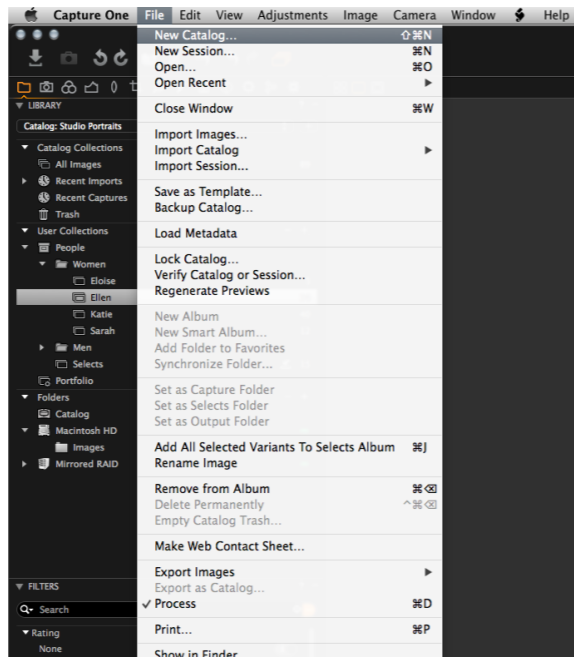 Capture One File Edit View Adjustments Image Camera Window Help
New Catalog... ⇧⌘N
New Session... ⌘N
Open... ⌘O
Open Recent
Close Window ⌘W
Import Images...
Import Catalog
Import Session...
Save as Template...
Backup Catalog...
Load Metadata
Lock Catalog...
Verify Catalog or Session...
Regenerate Previews
New Album
New Smart Album...
Add Folder to Favorites
Synchronize Folder...
Set as Capture Folder
Set as Selects Folder
Set as Output Folder
Add All Selected Variants To Selects Album ⌘J
Rename Image
Remove from Album ⌘⌫
Delete Permanently ^⌘⌫
Empty Catalog Trash...
Make Web Contact Sheet...
Export Images
Export as Catalog...
✓ Process ⌘D
Print... ⌘P
Show in Finder
LIBRARY
Catalog: Studio Portraits
Catalog Collections
All Images
Recent Imports
Recent Captures
Trash
User Collections
People
Women
Eloise
Ellen
Katie
Sarah
Men
Selects
Portfolio
Folders
Catalog
Macintosh HD
Images
Mirrored RAID
FILTERS
Search
Rating
None